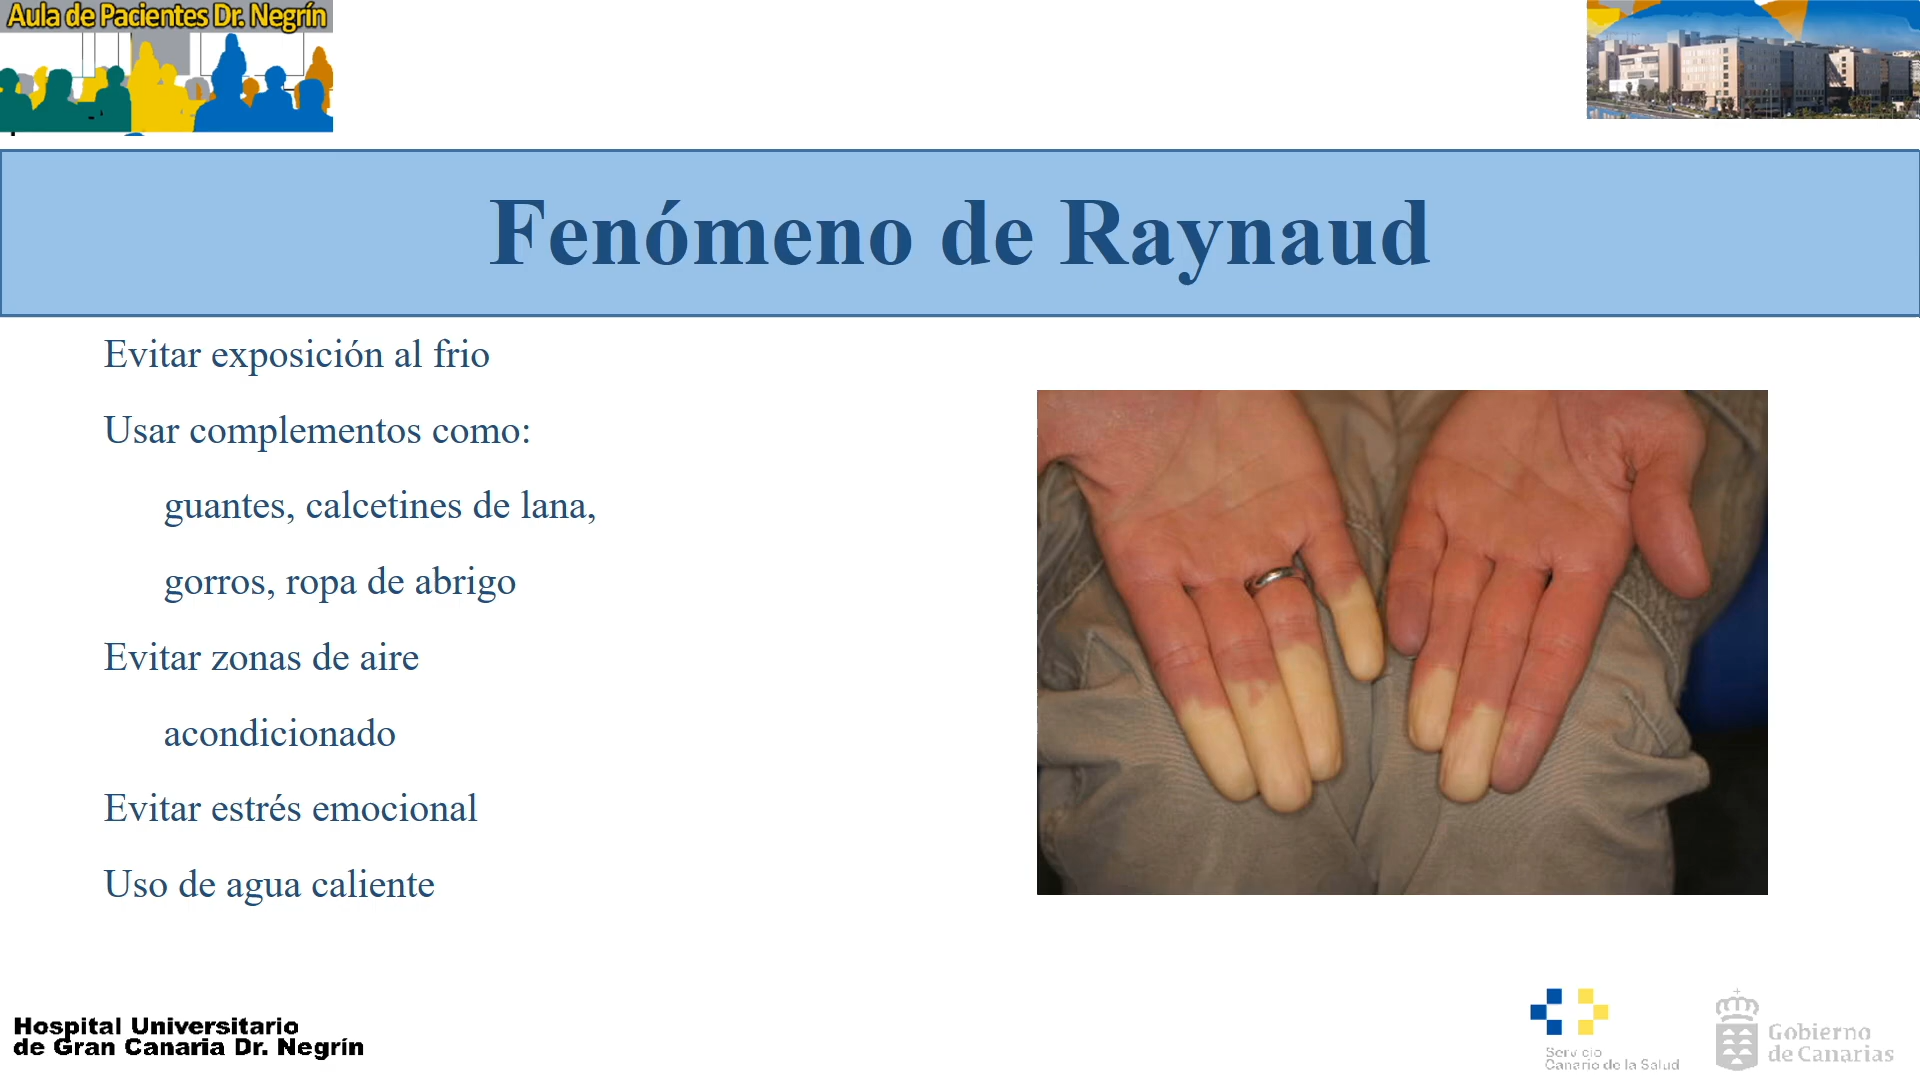 Aula de Pacientes Dr. Negrín
Fenómeno de Raynaud
Evitar exposición al frio
Usar complementos como:
guantes, calcetines de lana,
gorros, ropa de abrigo
Evitar zonas de aire
acondicionado
Evitar estrés emocional
Uso de agua caliente
Hospital Universitario
de Gran Canaria Dr. Negrín
Servicio
Canario de la Salud
Gobierno
de Canarias